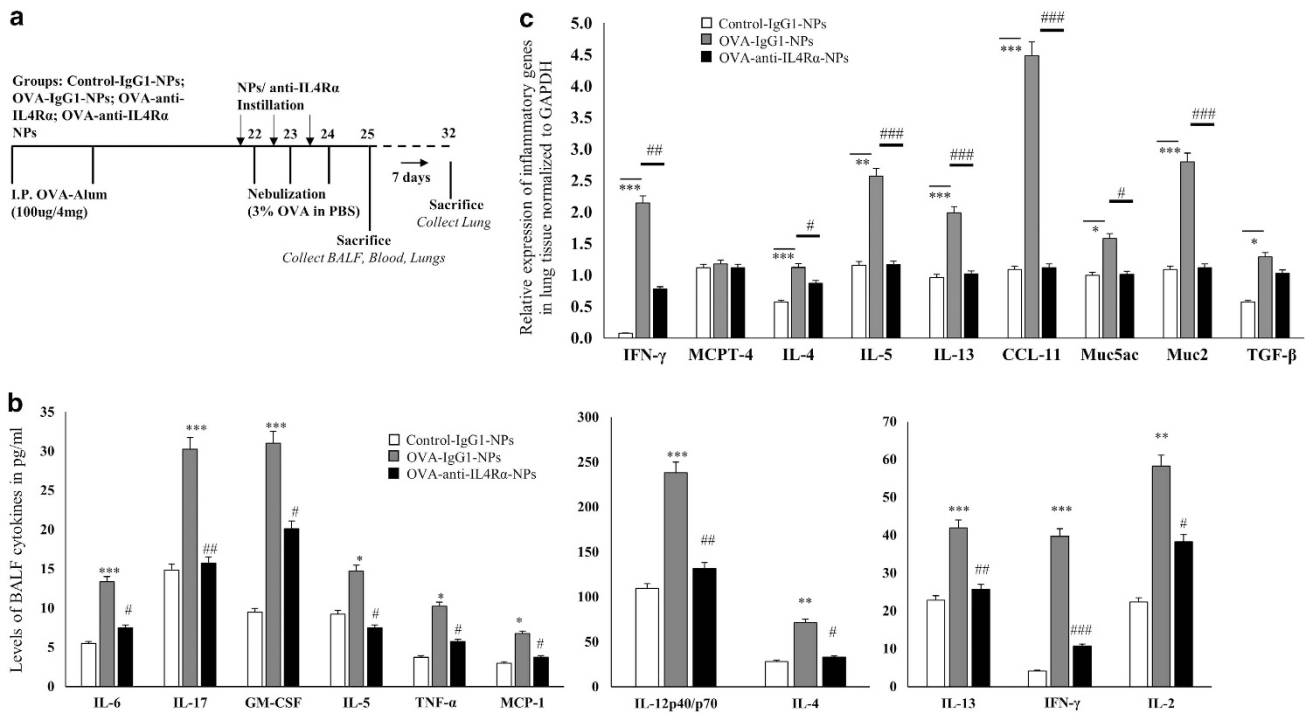 a
Groups: Control-IgG1-NPs;
OVA-IgG1-NPs; OVA-anti-
IL4Rα; OVA-anti-IL4Rα
NPs
NPs/ anti-IL4Rα
Instillation
22 23 24 25 32
I.P. OVA-Alum
(100ug/4mg)
Nebulization
(3% OVA in PBS)
7 days
Sacrifice
Collect BALF, Blood, Lungs
Sacrifice
Collect Lung
c
Relative expression of inflammatory genes
in lung tissue normalized to GAPDH
5.0
4.5
4.0
3.5
3.0
2.5
2.0
1.5
1.0
0.5
0.0
Control-IgG1-NPs
OVA-IgG1-NPs
OVA-anti-IL4Rα-NPs
*** ##
*** #
** ###
*** ###
*** ###
* #
*** ###
*
IFN-γ MCPT-4 IL-4 IL-5 IL-13 CCL-11 Muc5ac Muc2 TGF-β
b
Levels of BALF cytokines in pg/ml
35
30
25
20
15
10
5
0
Control-IgG1-NPs
OVA-IgG1-NPs
OVA-anti-IL4Rα-NPs
*** #
*** ##
*** #
* #
* #
* #
IL-6 IL-17 GM-CSF IL-5 TNF-α MCP-1
300
250
200
150
100
50
0
*** ##
** #
IL-12p40/p70 IL-4
70
60
50
40
30
20
10
0
*** ##
*** ###
** #
IL-13 IFN-γ IL-2